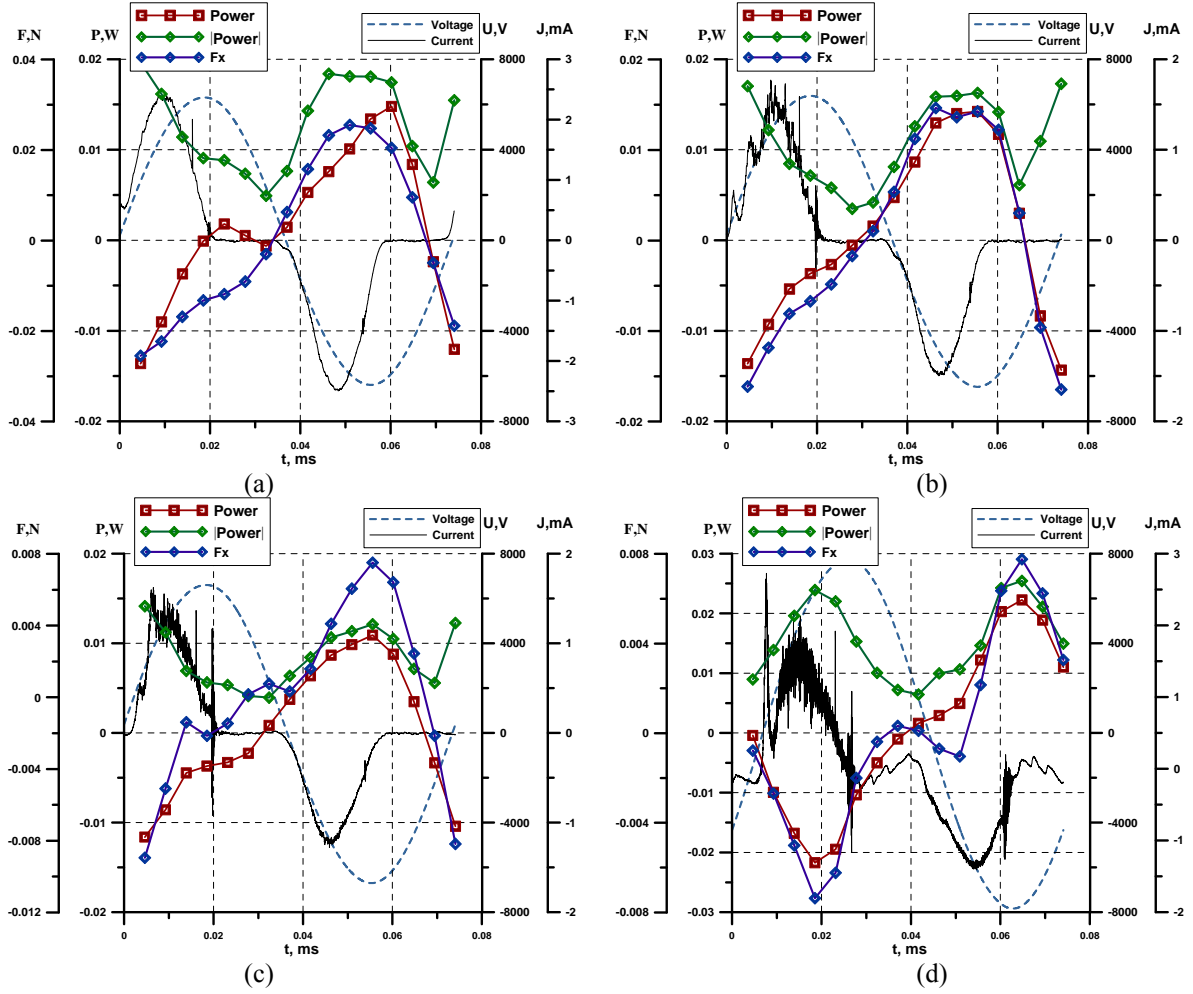 Power
|Power|
Fx
Voltage
Current
F,N
P,W
U,V
J,mA
0.04
0.02
0
-0.02
-0.04
0.02
0.01
0
-0.01
-0.02
8000
4000
0
-4000
-8000
3
2
1
0
-1
-2
-3
0
0.02
0.04
0.06
0.08
t, ms
(a)
Power
|Power|
Fx
Voltage
Current
F,N
P,W
U,V
J,mA
0.04
0.02
0
-0.02
-0.04
0.02
0.01
0
-0.01
-0.02
8000
4000
0
-4000
-8000
2
1
0
-1
-2
0
0.02
0.04
0.06
0.08
t, ms
(b)
Power
|Power|
Fx
Voltage
Current
F,N
P,W
U,V
J,mA
0.008
0.004
0
-0.004
-0.008
-0.012
0.02
0.01
0
-0.01
-0.02
8000
4000
0
-4000
-8000
2
1
0
-1
-2
0
0.02
0.04
0.06
0.08
t, ms
(c)
Power
|Power|
Fx
Voltage
Current
F,N
P,W
U,V
J,mA
0.008
0.004
0
-0.004
-0.008
0.03
0.02
0.01
0
-0.01
-0.02
-0.03
8000
4000
0
-4000
-8000
3
2
1
0
-1
-2
0
0.02
0.04
0.06
0.08
t, ms
(d)